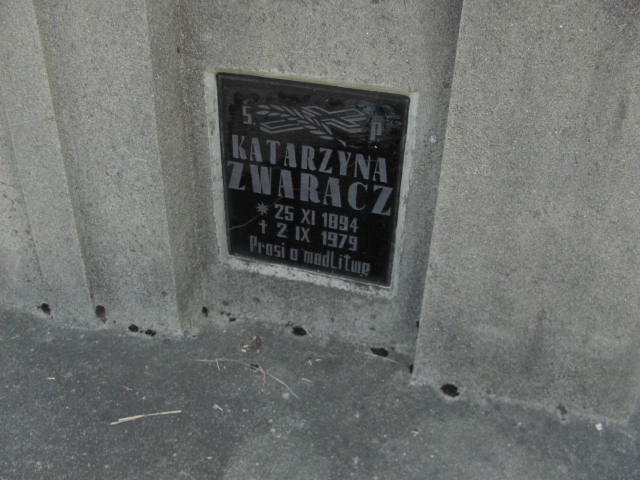 Ś. P
KATARZYNA
ZWARACZ
* 25 XI 1894
† 2 IX 1979
Prosi o modlitwę